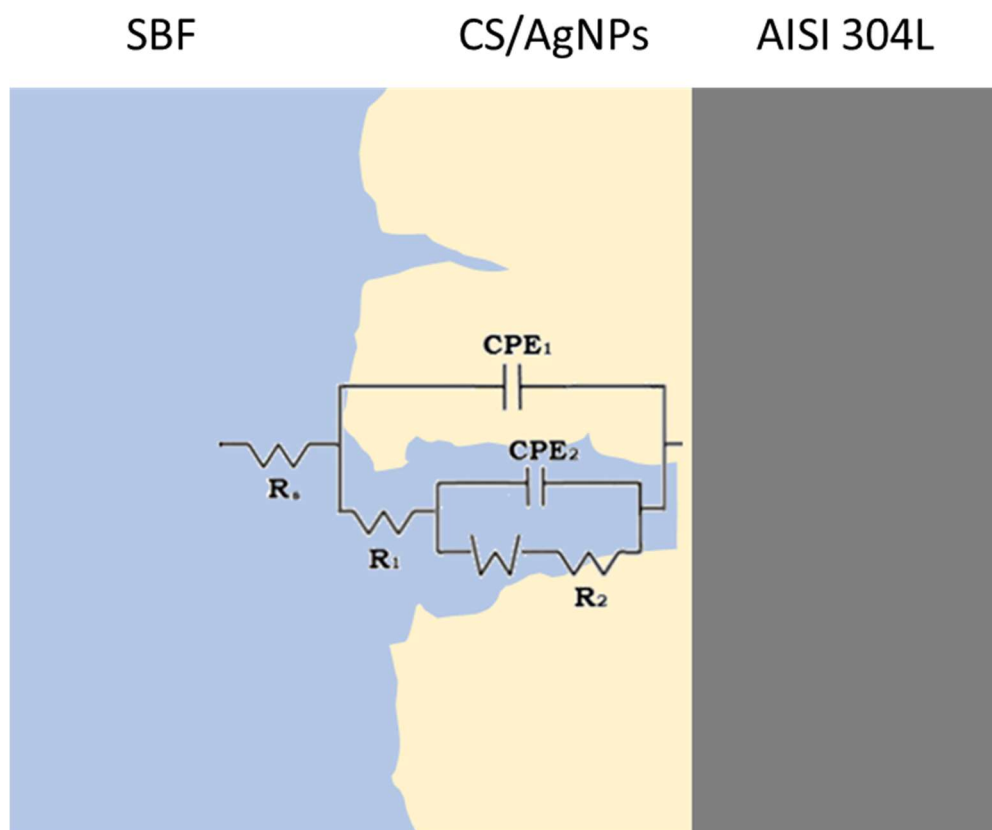 SBF CS/AgNPs AISI 304L
CPE₁
CPE₂
Rₛ
R₁
W
R₂